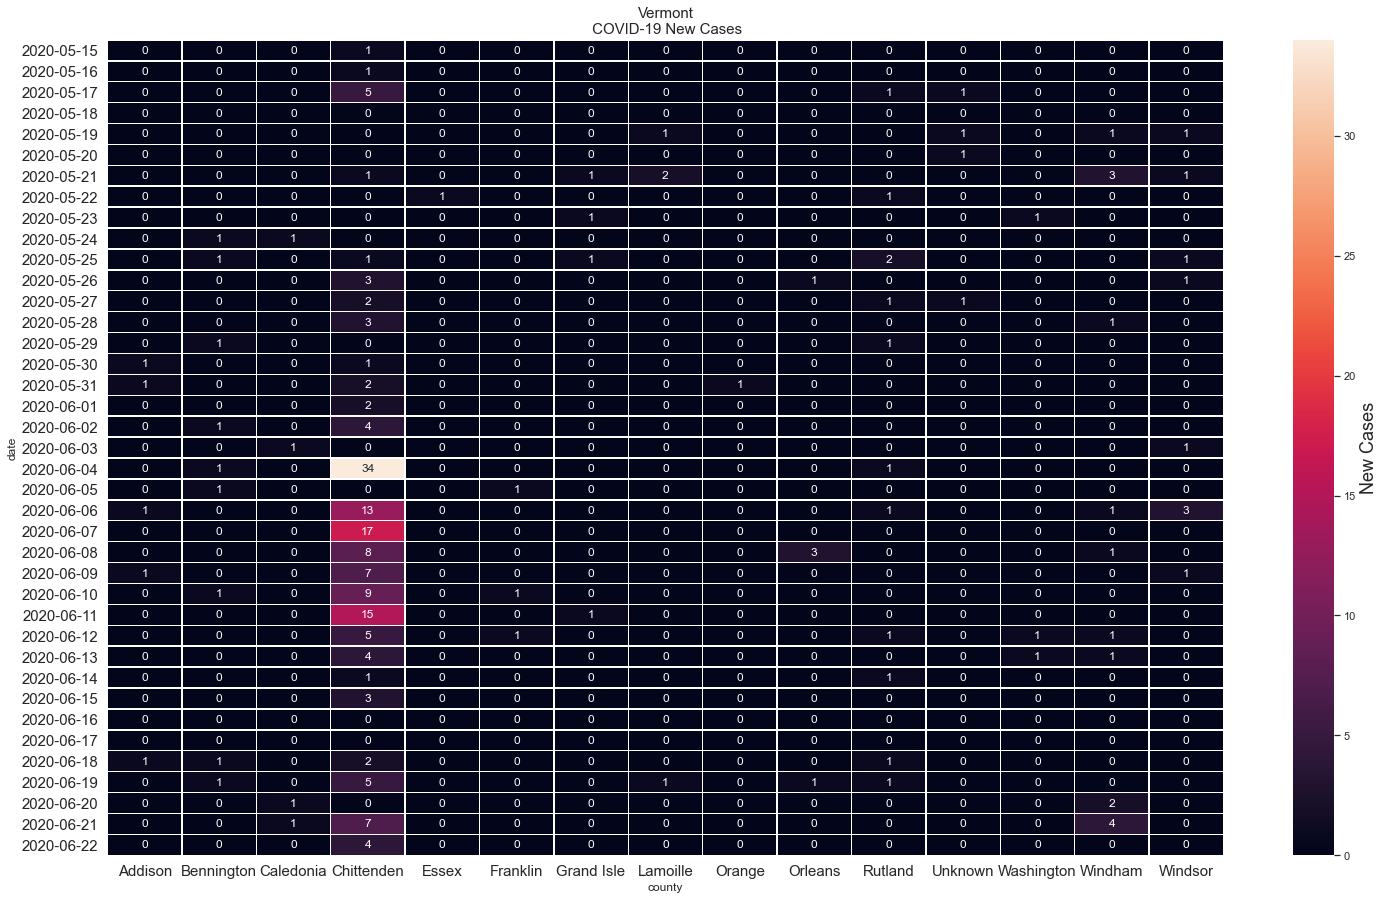 Vermont
COVID-19 New Cases
2020-05-15 0 0 0 1 0 0 0 0 0 0 0 0 0 0 0
2020-05-16 0 0 0 1 0 0 0 0 0 0 0 0 0 0 0
2020-05-17 0 0 0 5 0 0 0 0 0 0 1 1 0 0 0
2020-05-18 0 0 0 0 0 0 0 0 0 0 0 0 0 0 0
2020-05-19 0 0 0 0 0 0 0 1 0 0 0 1 0 1 1
2020-05-20 0 0 0 0 0 0 0 0 0 0 0 1 0 0 0
2020-05-21 0 0 0 1 0 0 1 2 0 0 0 0 0 3 1
2020-05-22 0 0 0 0 1 0 0 0 0 0 1 0 0 0 0
2020-05-23 0 0 0 0 0 0 1 0 0 0 0 0 1 0 0
2020-05-24 0 1 1 0 0 0 0 0 0 0 0 0 0 0 0
2020-05-25 0 1 0 1 0 0 1 0 0 0 2 0 0 0 1
2020-05-26 0 0 0 3 0 0 0 0 0 1 0 0 0 0 1
2020-05-27 0 0 0 2 0 0 0 0 0 0 1 1 0 0 0
2020-05-28 0 0 0 3 0 0 0 0 0 0 0 0 0 1 0
2020-05-29 0 1 0 0 0 0 0 0 0 0 1 0 0 0 0
2020-05-30 1 0 0 1 0 0 0 0 0 0 0 0 0 0 0
2020-05-31 1 0 0 2 0 0 0 0 1 0 0 0 0 0 0
2020-06-01 0 0 0 2 0 0 0 0 0 0 0 0 0 0 0
2020-06-02 0 1 0 4 0 0 0 0 0 0 0 0 0 0 0
2020-06-03 0 0 1 0 0 0 0 0 0 0 0 0 0 0 1
2020-06-04 0 1 0 34 0 0 0 0 0 0 1 0 0 0 0
2020-06-05 0 1 0 0 0 1 0 0 0 0 0 0 0 0 0
2020-06-06 1 0 0 13 0 0 0 0 0 0 1 0 0 1 3
2020-06-07 0 0 0 17 0 0 0 0 0 0 0 0 0 0 0
2020-06-08 0 0 0 8 0 0 0 0 0 3 0 0 0 1 0
2020-06-09 1 0 0 7 0 0 0 0 0 0 0 0 0 0 1
2020-06-10 0 1 0 9 0 1 0 0 0 0 0 0 0 0 0
2020-06-11 0 0 0 15 0 0 1 0 0 0 0 0 0 0 0
2020-06-12 0 0 0 5 0 1 0 0 0 0 1 0 1 1 0
2020-06-13 0 0 0 4 0 0 0 0 0 0 0 0 1 1 0
2020-06-14 0 0 0 1 0 0 0 0 0 0 1 0 0 0 0
2020-06-15 0 0 0 3 0 0 0 0 0 0 0 0 0 0 0
2020-06-16 0 0 0 0 0 0 0 0 0 0 0 0 0 0 0
2020-06-17 0 0 0 0 0 0 0 0 0 0 0 0 0 0 0
2020-06-18 1 1 0 2 0 0 0 0 0 0 1 0 0 0 0
2020-06-19 0 1 0 5 0 0 0 1 0 1 1 0 0 0 0
2020-06-20 0 0 1 0 0 0 0 0 0 0 0 0 0 2 0
2020-06-21 0 0 1 7 0 0 0 0 0 0 0 0 0 4 0
2020-06-22 0 0 0 4 0 0 0 0 0 0 0 0 0 0 0
Addison Bennington Caledonia Chittenden Essex Franklin Grand Isle Lamoille Orange Orleans Rutland Unknown Washington Windham Windsor
county
date
30
25
20
15
10
5
0
New Cases